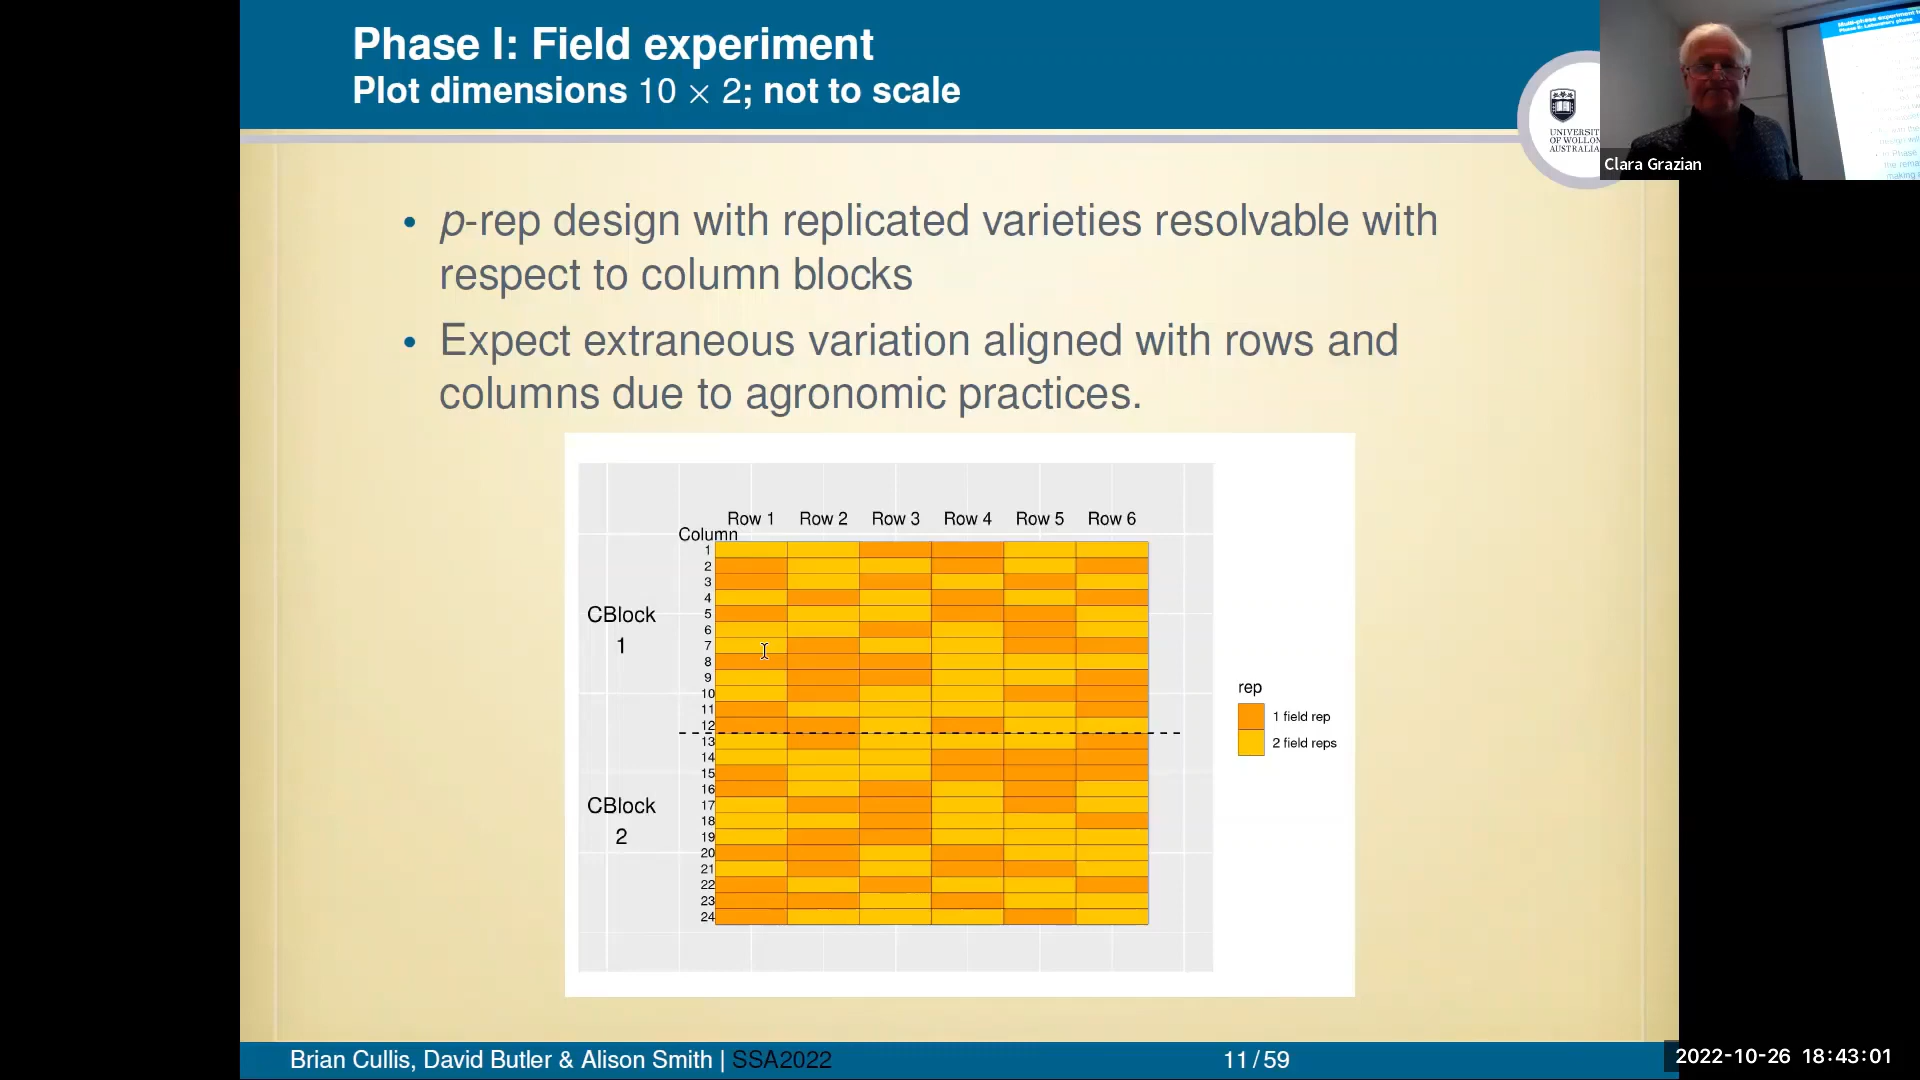 Phase I: Field experiment
Plot dimensions 10 × 2; not to scale
UNIVERSIT
OF WOLLON
AUSTRALIA
Clara Grazian
• p-rep design with replicated varieties resolvable with
respect to column blocks
• Expect extraneous variation aligned with rows and
columns due to agronomic practices.
Row 1 Row 2 Row 3 Row 4 Row 5 Row 6
Column
1
2
3
4
5
6
7
8
9
10
11
12
13
14
15
16
17
18
19
20
21
22
23
24
CBlock
1
CBlock
2
rep
1 field rep
2 field reps
Brian Cullis, David Butler & Alison Smith | SSA2022
11 / 59
2022-10-26 18:43:01